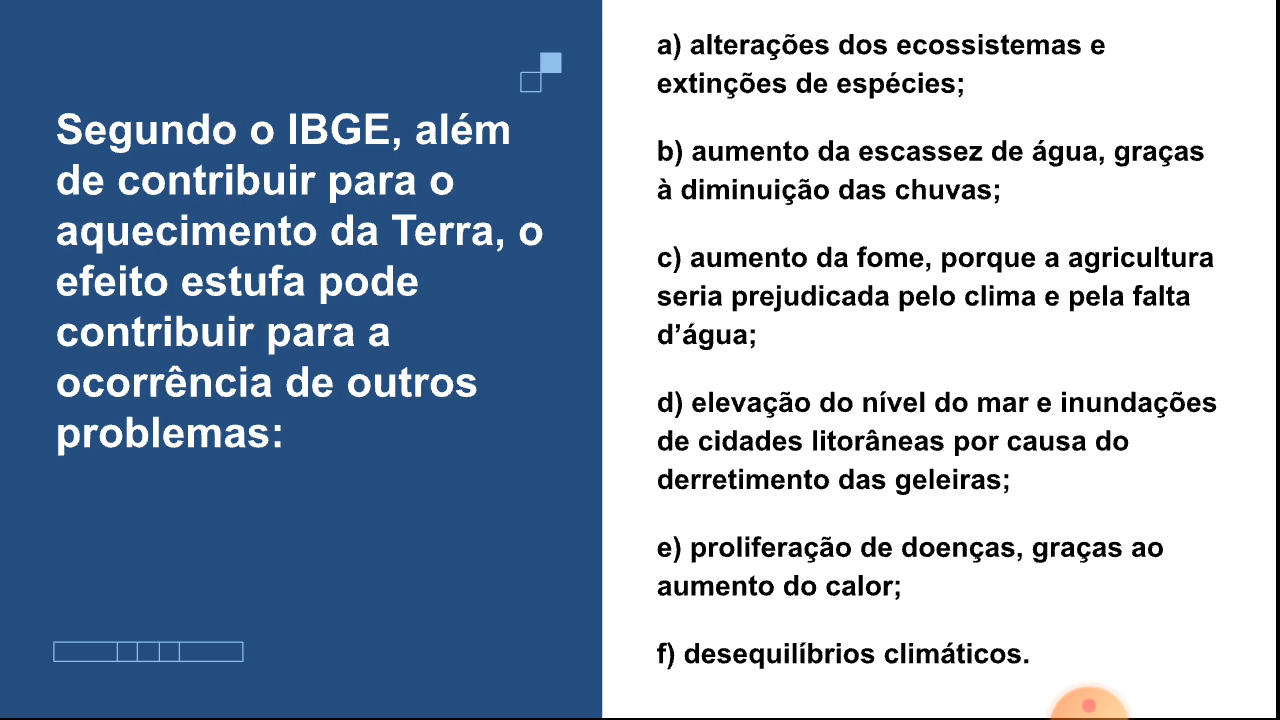 Segundo o IBGE, além
de contribuir para o
aquecimento da Terra, o
efeito estufa pode
contribuir para a
ocorrência de outros
problemas:
a) alterações dos ecossistemas e
extinções de espécies;
b) aumento da escassez de água, graças
à diminuição das chuvas;
c) aumento da fome, porque a agricultura
seria prejudicada pelo clima e pela falta
d’água;
d) elevação do nível do mar e inundações
de cidades litorâneas por causa do
derretimento das geleiras;
e) proliferação de doenças, graças ao
aumento do calor;
f) desequilíbrios climáticos.